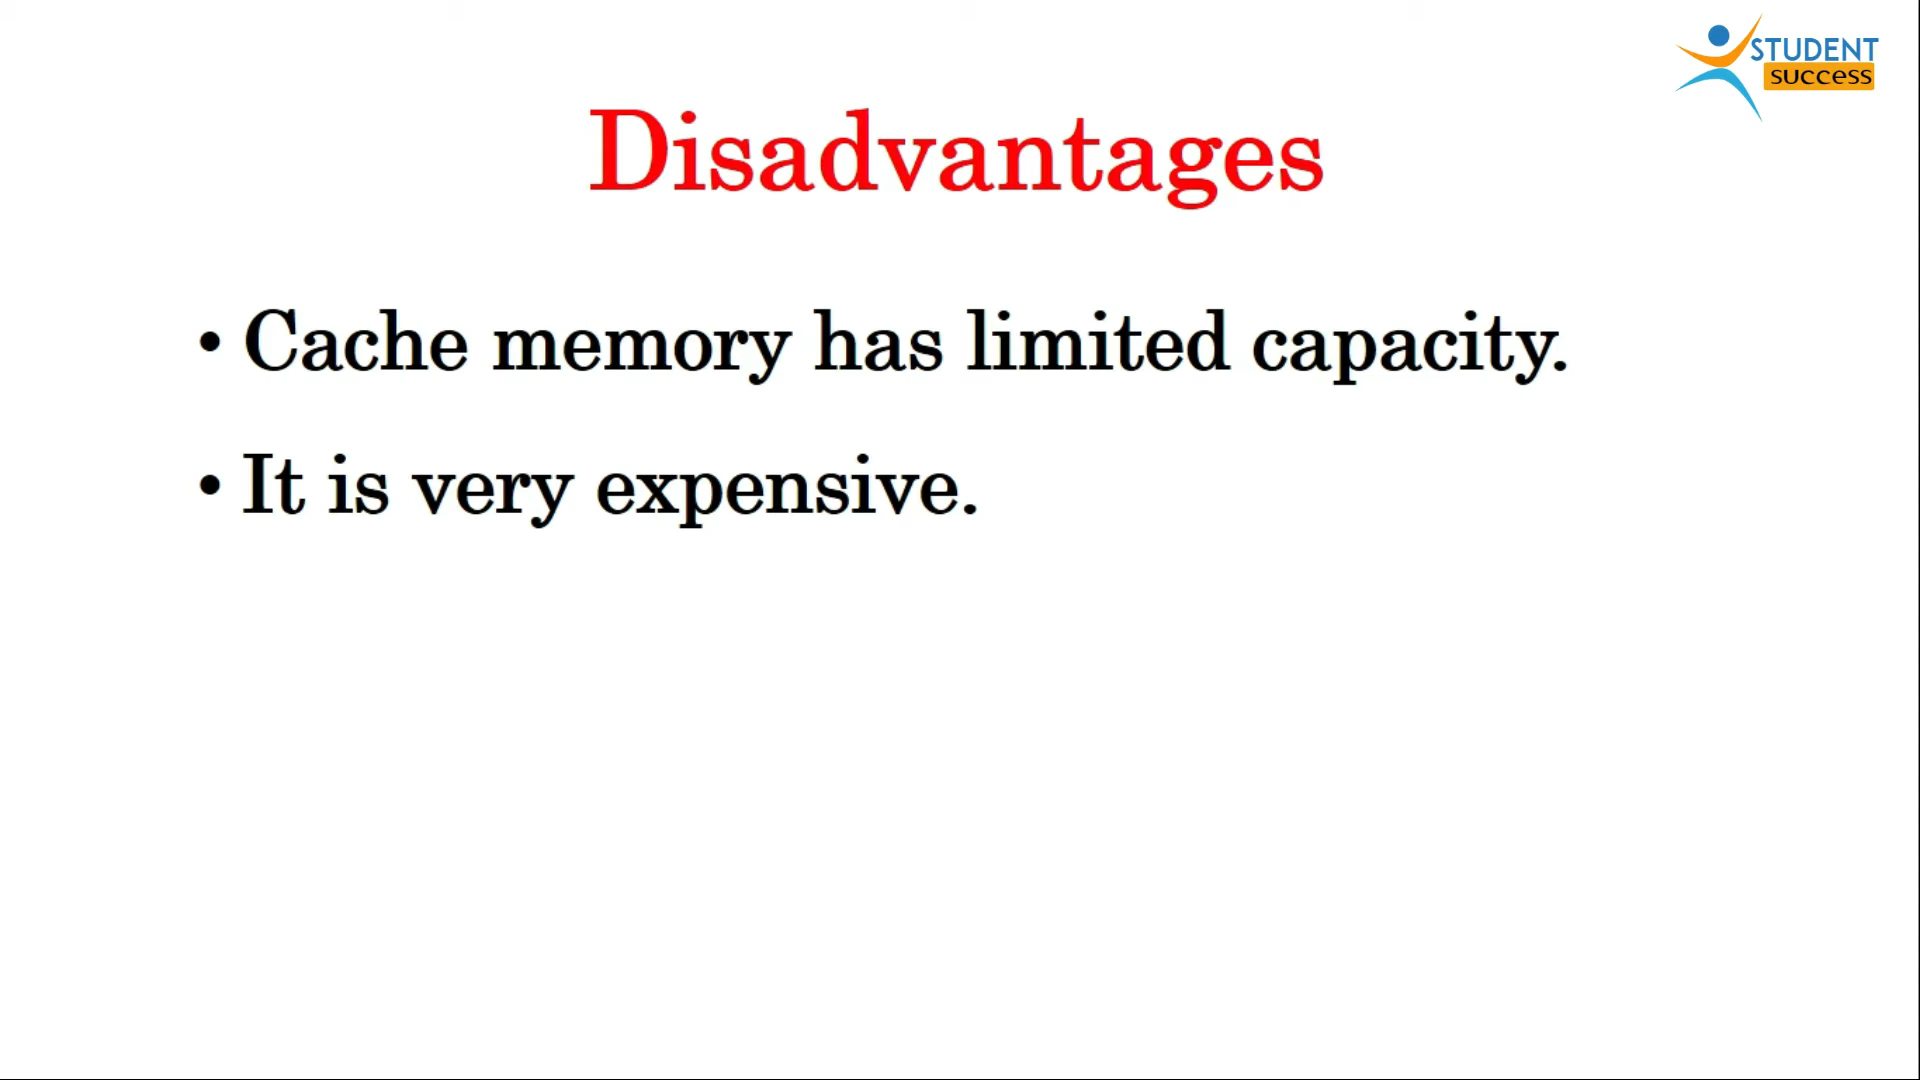 STUDENT
success
Disadvantages
• Cache memory has limited capacity.
• It is very expensive.